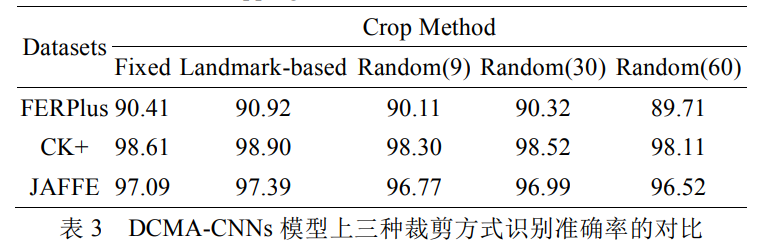 Crop Method
Datasets
Fixed Landmark-based Random(9) Random(30) Random(60)
FERPlus 90.41 90.92 90.11 90.32 89.71
CK+ 98.61 98.90 98.30 98.52 98.11
JAFFE 97.09 97.39 96.77 96.99 96.52
表 3 DCMA-CNNs 模型上三种裁剪方式识别准确率的对比